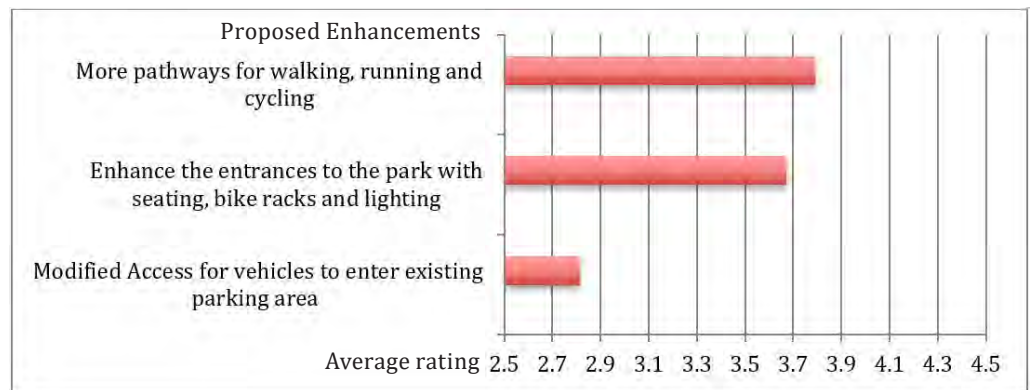 Proposed Enhancements
More pathways for walking, running and
cycling
Enhance the entrances to the park with
seating, bike racks and lighting
Modified Access for vehicles to enter existing
parking area
Average rating 2.5 2.7 2.9 3.1 3.3 3.5 3.7 3.9 4.1 4.3 4.5